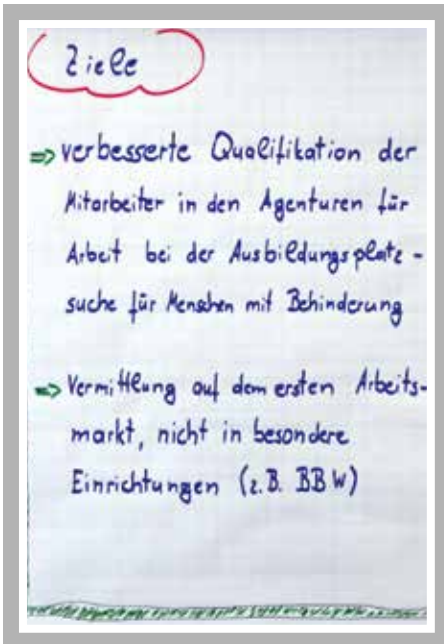 Ziele
⇒ verbesserte Qualifikation der
Mitarbeiter in den Agenturen für
Arbeit bei der Ausbildungsplatz-
suche für Menschen mit Behinderung
⇒ Vermittlung auf dem ersten Arbeits-
markt, nicht in besondere
Einrichtungen (z.B. BBW)